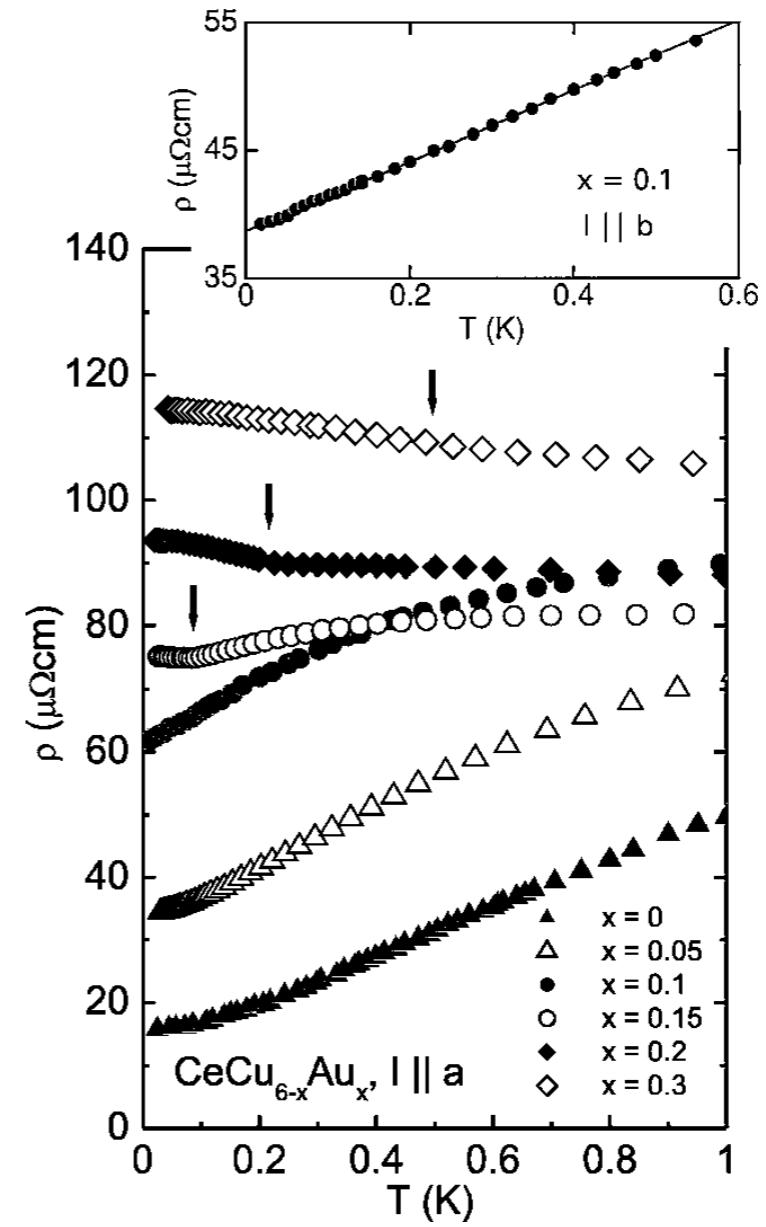 55
45
35
ρ (μΩcm)
x = 0.1
I || b
0
0.2
0.4
0.6
T (K)
140
120
100
80
60
40
20
0
ρ (μΩcm)
x = 0
x = 0.05
x = 0.1
x = 0.15
x = 0.2
x = 0.3
CeCu₆₋ₓAuₓ, I || a
0
0.2
0.4
0.6
0.8
1
T (K)